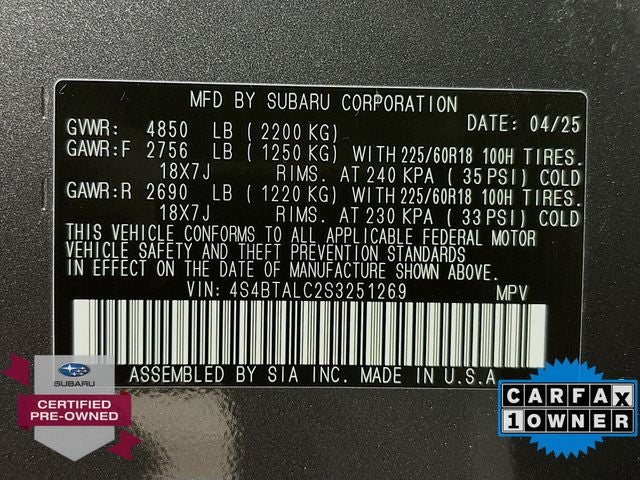 MFD BY SUBARU CORPORATION
DATE: 04/25
GVWR: 4850 LB (2200 KG)
GAWR:F 2756 LB (1250 KG) WITH 225/60R18 100H TIRES.
18X7J RIMS. AT 240 KPA (35 PSI) COLD
GAWR:R 2690 LB (1220 KG) WITH 225/60R18 100H TIRES.
18X7J RIMS. AT 230 KPA (33 PSI) COLD
THIS VEHICLE CONFORMS TO ALL APPLICABLE FEDERAL MOTOR
VEHICLE SAFETY AND THEFT PREVENTION STANDARDS
IN EFFECT ON THE DATE OF MANUFACTURE SHOWN ABOVE.
VIN: 4S4BTALC2S3251269 MPV
ASSEMBLED BY SIA INC. MADE IN U.S.A
SUBARU
CERTIFIED
PRE-OWNED
CARFAX
1 OWNER